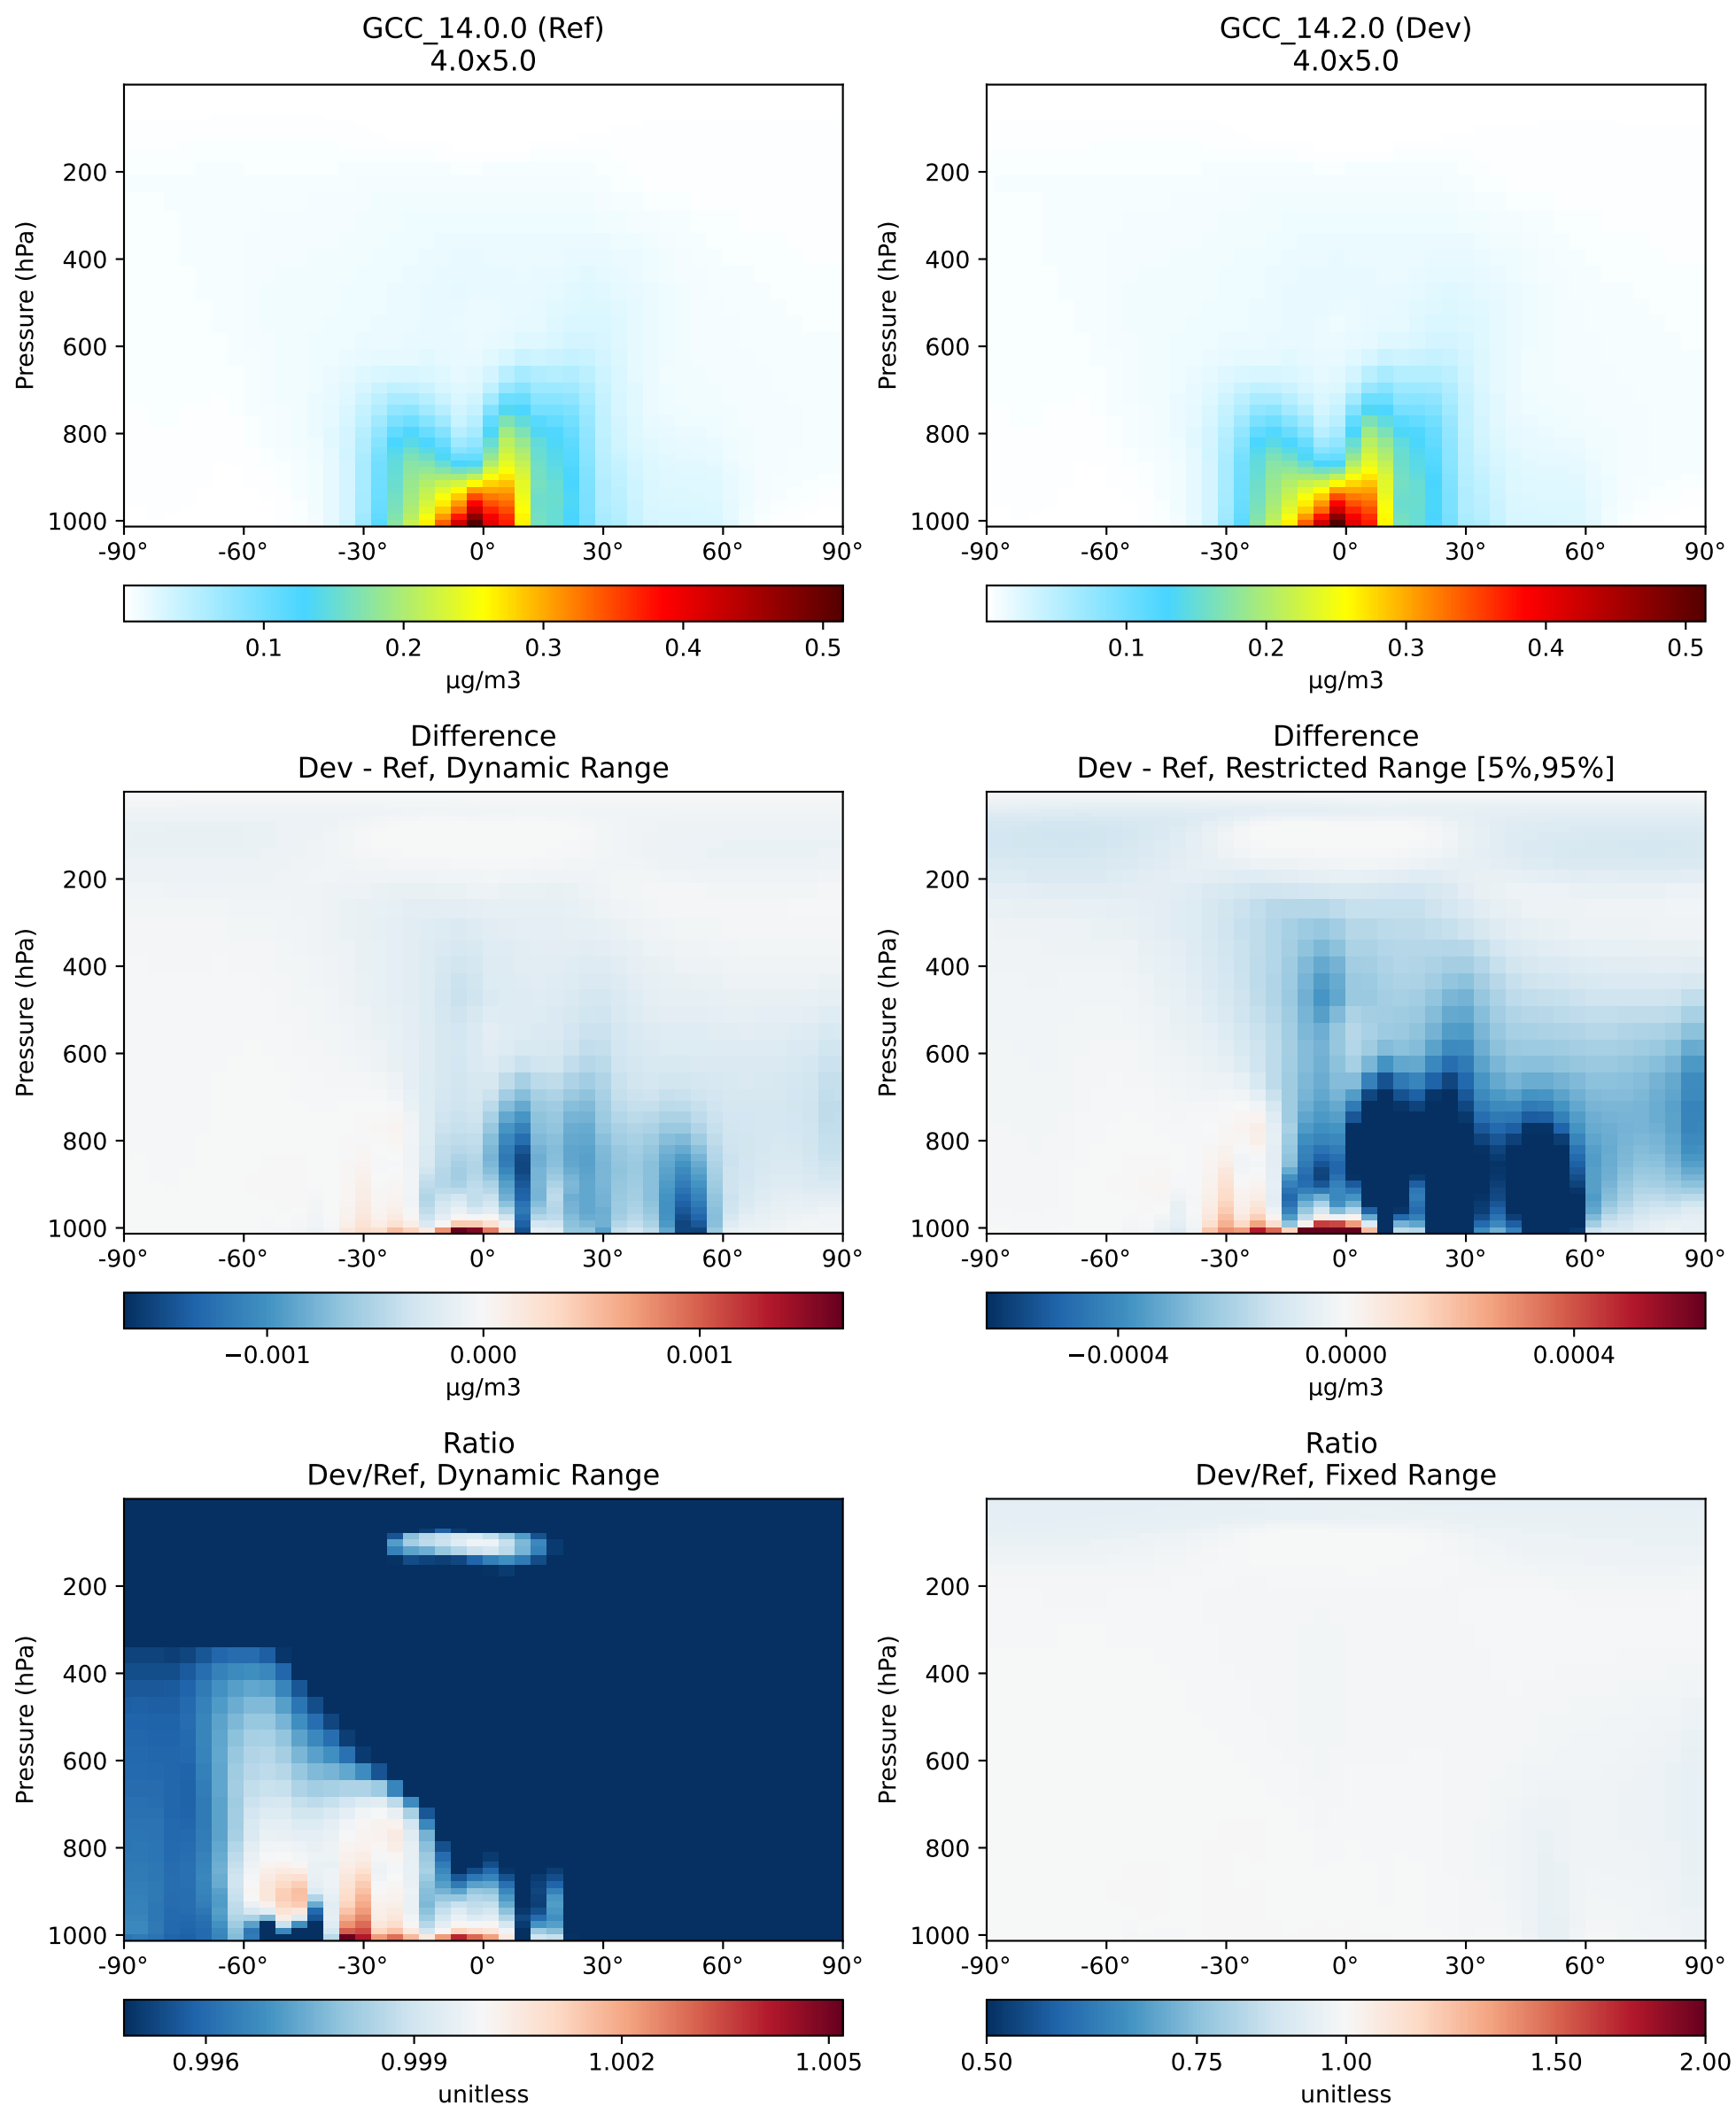 GCC_14.0.0 (Ref)
4.0x5.0
Pressure (hPa)
200
400
600
800
1000
-90° -60° -30° 0° 30° 60° 90°
0.1 0.2 0.3 0.4 0.5
μg/m3
GCC_14.2.0 (Dev)
4.0x5.0
Pressure (hPa)
200
400
600
800
1000
-90° -60° -30° 0° 30° 60° 90°
0.1 0.2 0.3 0.4 0.5
μg/m3
Difference
Dev - Ref, Dynamic Range
Pressure (hPa)
200
400
600
800
1000
-90° -60° -30° 0° 30° 60° 90°
−0.001 0.000 0.001
μg/m3
Difference
Dev - Ref, Restricted Range [5%,95%]
Pressure (hPa)
200
400
600
800
1000
-90° -60° -30° 0° 30° 60° 90°
−0.0004 0.0000 0.0004
μg/m3
Ratio
Dev/Ref, Dynamic Range
Pressure (hPa)
200
400
600
800
1000
-90° -60° -30° 0° 30° 60° 90°
0.996 0.999 1.002 1.005
unitless
Ratio
Dev/Ref, Fixed Range
Pressure (hPa)
200
400
600
800
1000
-90° -60° -30° 0° 30° 60° 90°
0.50 0.75 1.00 1.50 2.00
unitless